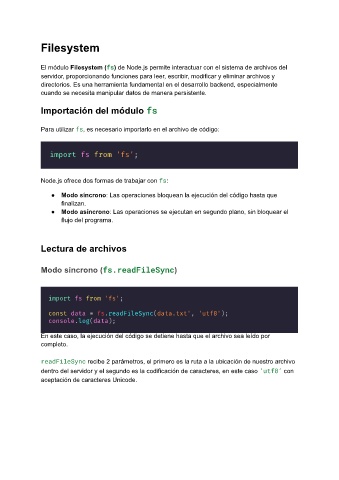 Filesystem
El módulo Filesystem (fs) de Node.js permite interactuar con el sistema de archivos del
servidor, proporcionando funciones para leer, escribir, modificar y eliminar archivos y
directorios. Es una herramienta fundamental en el desarrollo backend, especialmente
cuando se necesita manipular datos de manera persistente.
Importación del módulo fs
Para utilizar fs, es necesario importarlo en el archivo de código:
import fs from 'fs';
Node.js ofrece dos formas de trabajar con fs:
● Modo síncrono: Las operaciones bloquean la ejecución del código hasta que
finalizan.
● Modo asíncrono: Las operaciones se ejecutan en segundo plano, sin bloquear el
flujo del programa.
Lectura de archivos
Modo síncrono (fs.readFileSync)
import fs from 'fs';
const data = fs.readFileSync(data.txt', 'utf8');
console.log(data);
En este caso, la ejecución del código se detiene hasta que el archivo sea leído por
completo.
readFileSync recibe 2 parámetros, el primero es la ruta a la ubicación de nuestro archivo
dentro del servidor y el segundo es la codificación de caracteres, en este caso 'utf8' con
aceptación de caracteres Unicode.